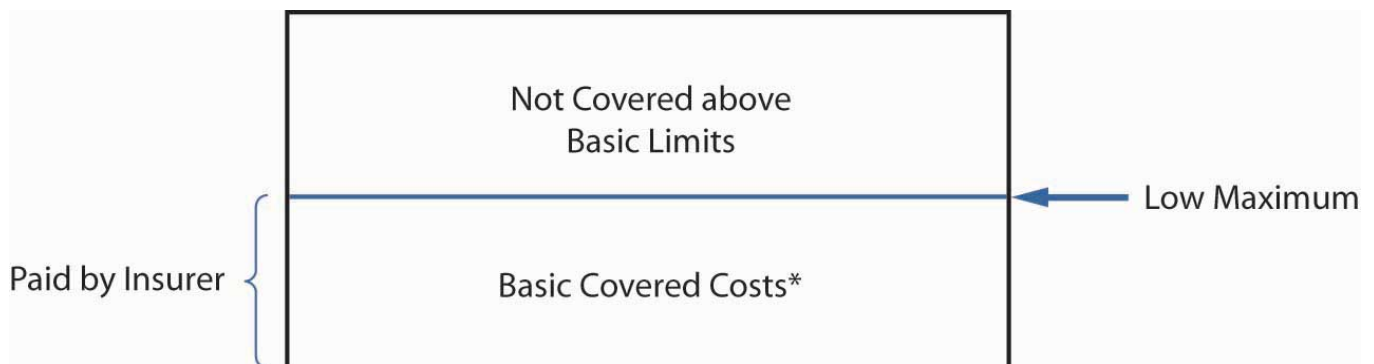 Not Covered above
Basic Limits
Low Maximum
Paid by Insurer
Basic Covered Costs*